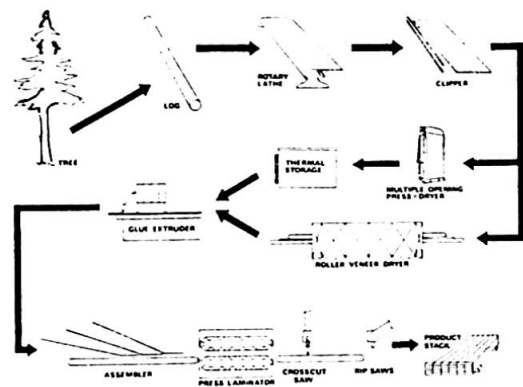 TREE
LOG
ROTARY
LATHE
CLIPPER
THERMAL
STORAGE
MULTIPLE OPENING
PRESS-DRYER
GLUE EXTRUDER
ROLLER VENEER DRYER
ASSEMBLER
PRESS LAMINATOR
CROSSCUT
SAW
RIP SAWS
PRODUCT
STACK